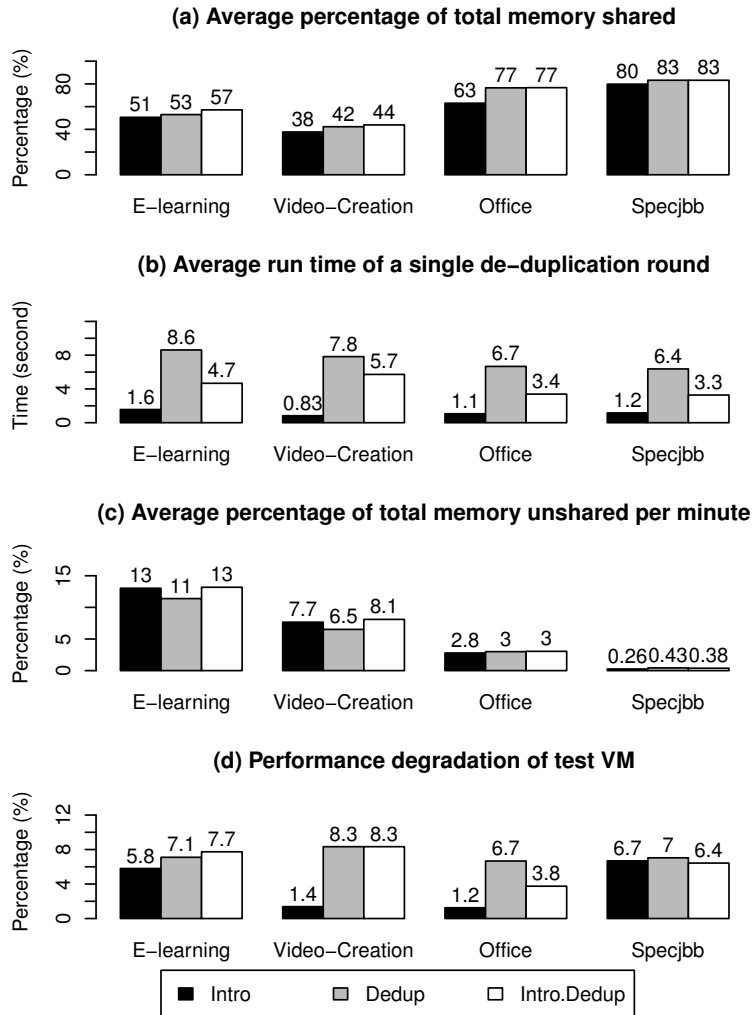 (a) Average percentage of total memory shared
Percentage (%)
0 40 80
51 53 57 38 42 44 63 77 77 80 83 83
E−learning Video−Creation Office Specjbb
(b) Average run time of a single de−duplication round
Time (second)
0 4 8
1.6 8.6 4.7 0.83 7.8 5.7 1.1 6.7 3.4 1.2 6.4 3.3
E−learning Video−Creation Office Specjbb
(c) Average percentage of total memory unshared per minute
Percentage (%)
0 5 15
13 11 13 7.7 6.5 8.1 2.8 3 3 0.26 0.43 0.38
E−learning Video−Creation Office Specjbb
(d) Performance degradation of test VM
Percentage (%)
0 4 8 12
5.8 7.1 7.7 1.4 8.3 8.3 1.2 6.7 3.8 6.7 7 6.4
E−learning Video−Creation Office Specjbb
Intro Dedup Intro.Dedup